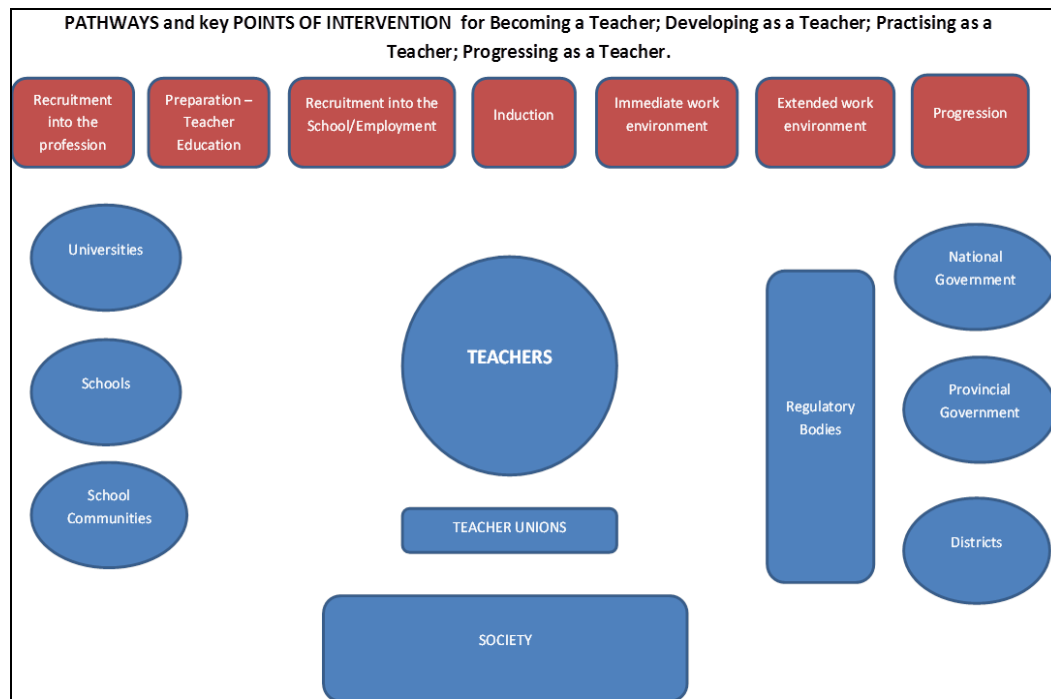 PATHWAYS and key POINTS OF INTERVENTION for Becoming a Teacher; Developing as a Teacher; Practising as a
Teacher; Progressing as a Teacher.
Recruitment
into the
profession
Preparation –
Teacher
Education
Recruitment into the
School/Employment
Induction
Immediate work
environment
Extended work
environment
Progression
Universities
Schools
School
Communities
TEACHERS
TEACHER UNIONS
SOCIETY
Regulatory
Bodies
National
Government
Provincial
Government
Districts